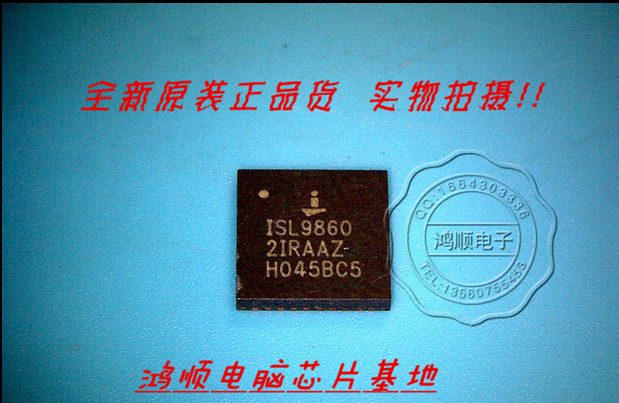 全新原装正品货 实物拍摄!!
i
ISL9860
2IRAAZ
H045BC5
QQ:1664303336
鸿顺电子
TEL:13560755453
鸿顺电脑芯片基地